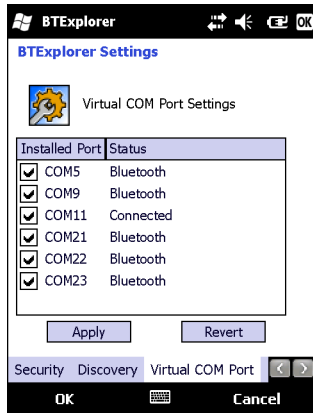 BTExplorer OK
BTExplorer Settings
Virtual COM Port Settings
Installed Port Status
COM5 Bluetooth
COM9 Bluetooth
COM11 Connected
COM21 Bluetooth
COM22 Bluetooth
COM23 Bluetooth
Apply Revert
Security Discovery Virtual COM Port
OK Cancel